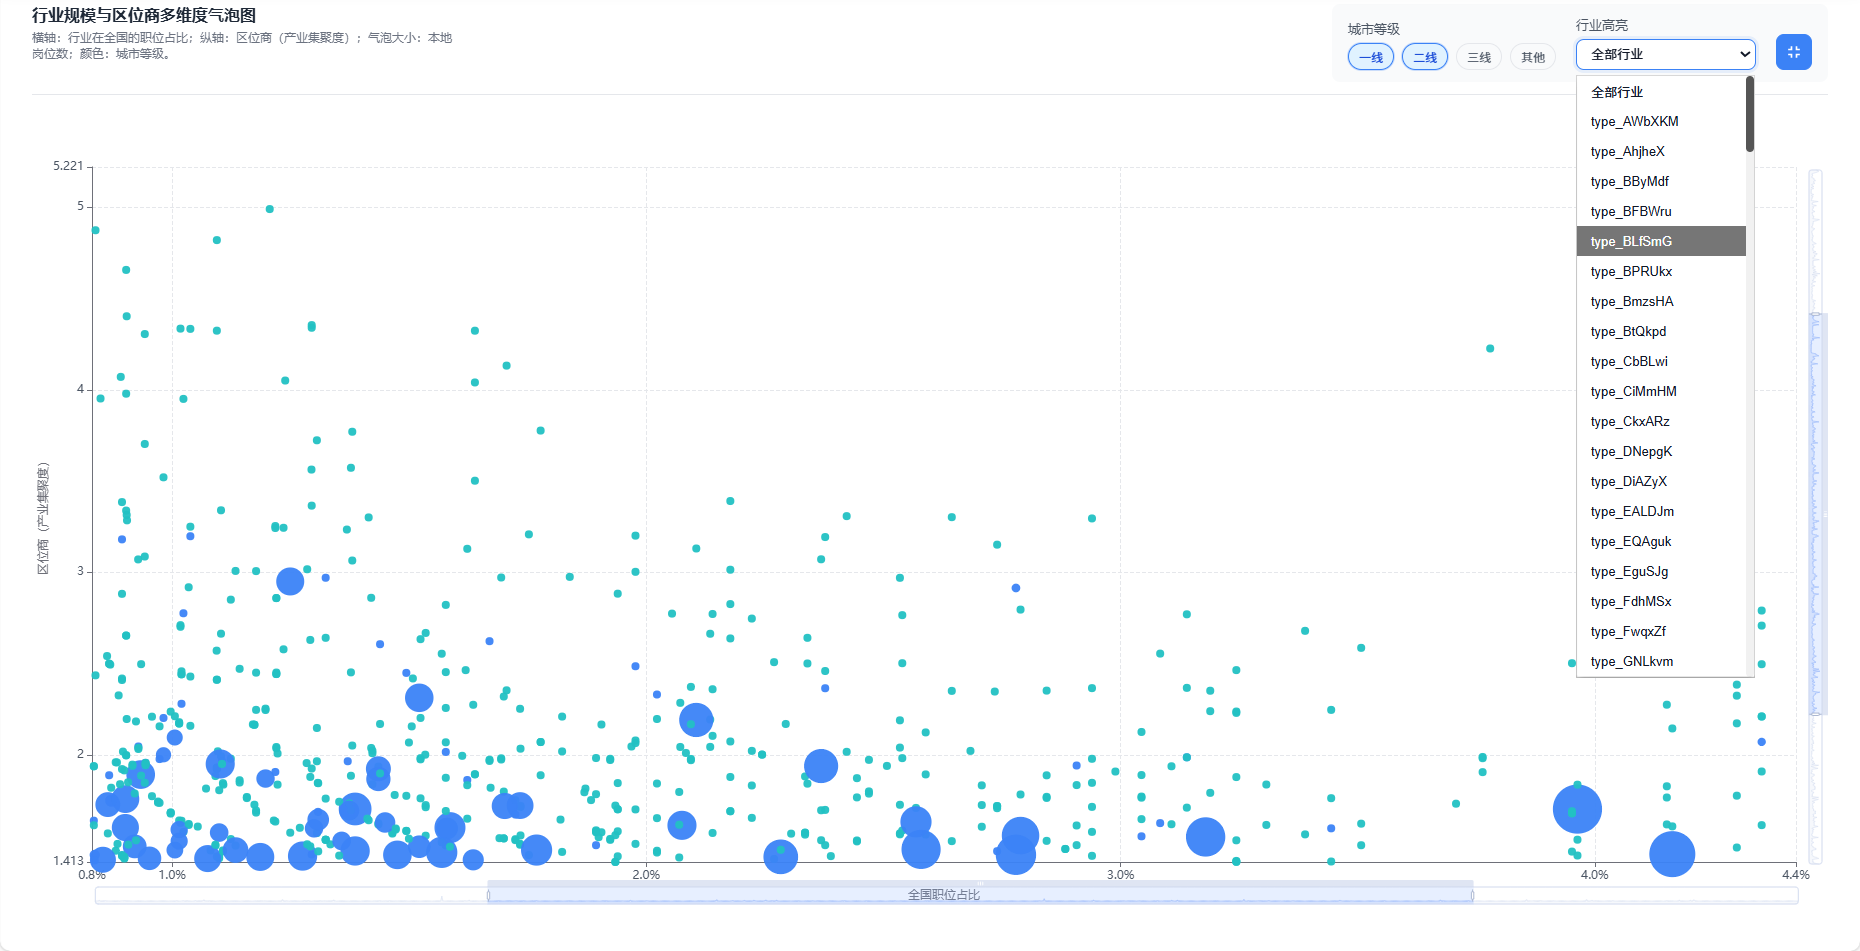 行业规模与区位商多维度气泡图
横轴：行业在全国的职位占比；纵轴：区位商（产业集聚度）；气泡大小：本地
岗位数；颜色：城市等级。
城市等级
一线 二线 三线 其他
行业高亮
全部行业
全部行业
type_AWbXKM
type_AhjheX
type_BByMdf
type_BFBWru
type_BLfSmG
type_BPRUkx
type_BmzsHA
type_BtQkpd
type_CbBLwi
type_CiMmHM
type_CkxARz
type_DNepgK
type_DiAZyX
type_EALDJm
type_EQAguk
type_EguSJg
type_FdhMSx
type_FwqxZf
type_GNLkvm
5.221
5
4
3
2
1.413
区位商（产业集聚度）
0.8% 1.0% 2.0% 3.0% 4.0% 4.4%
全国职位占比